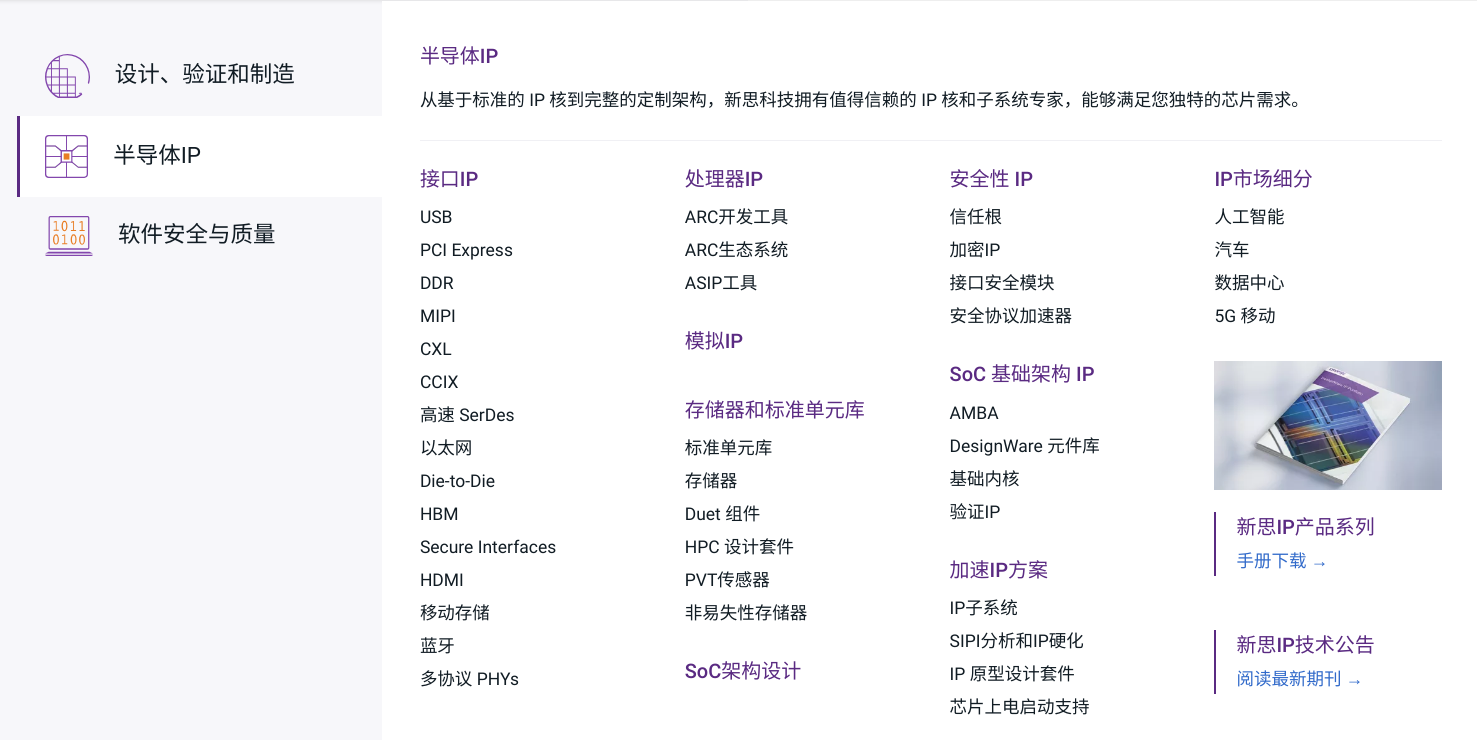 设计、验证和制造
半导体IP
1011
0100
软件安全与质量
半导体IP
从基于标准的 IP 核到完整的定制架构，新思科技拥有值得信赖的 IP 核和子系统专家，能够满足您独特的芯片需求。
接口IP
USB
PCI Express
DDR
MIPI
CXL
CCIX
高速 SerDes
以太网
Die-to-Die
HBM
Secure Interfaces
HDMI
移动存储
蓝牙
多协议 PHYs
处理器IP
ARC开发工具
ARC生态系统
ASIP工具
模拟IP
存储器和标准单元库
标准单元库
存储器
Duet 组件
HPC 设计套件
PVT传感器
非易失性存储器
SoC架构设计
安全性 IP
信任根
加密IP
接口安全模块
安全协议加速器
SoC 基础架构 IP
AMBA
DesignWare 元件库
基础内核
验证IP
加速IP方案
IP子系统
SIPI分析和IP硬化
IP 原型设计套件
芯片上电启动支持
IP市场细分
人工智能
汽车
数据中心
5G 移动
新思IP产品系列
手册下载 →
新思IP技术公告
阅读最新期刊 →